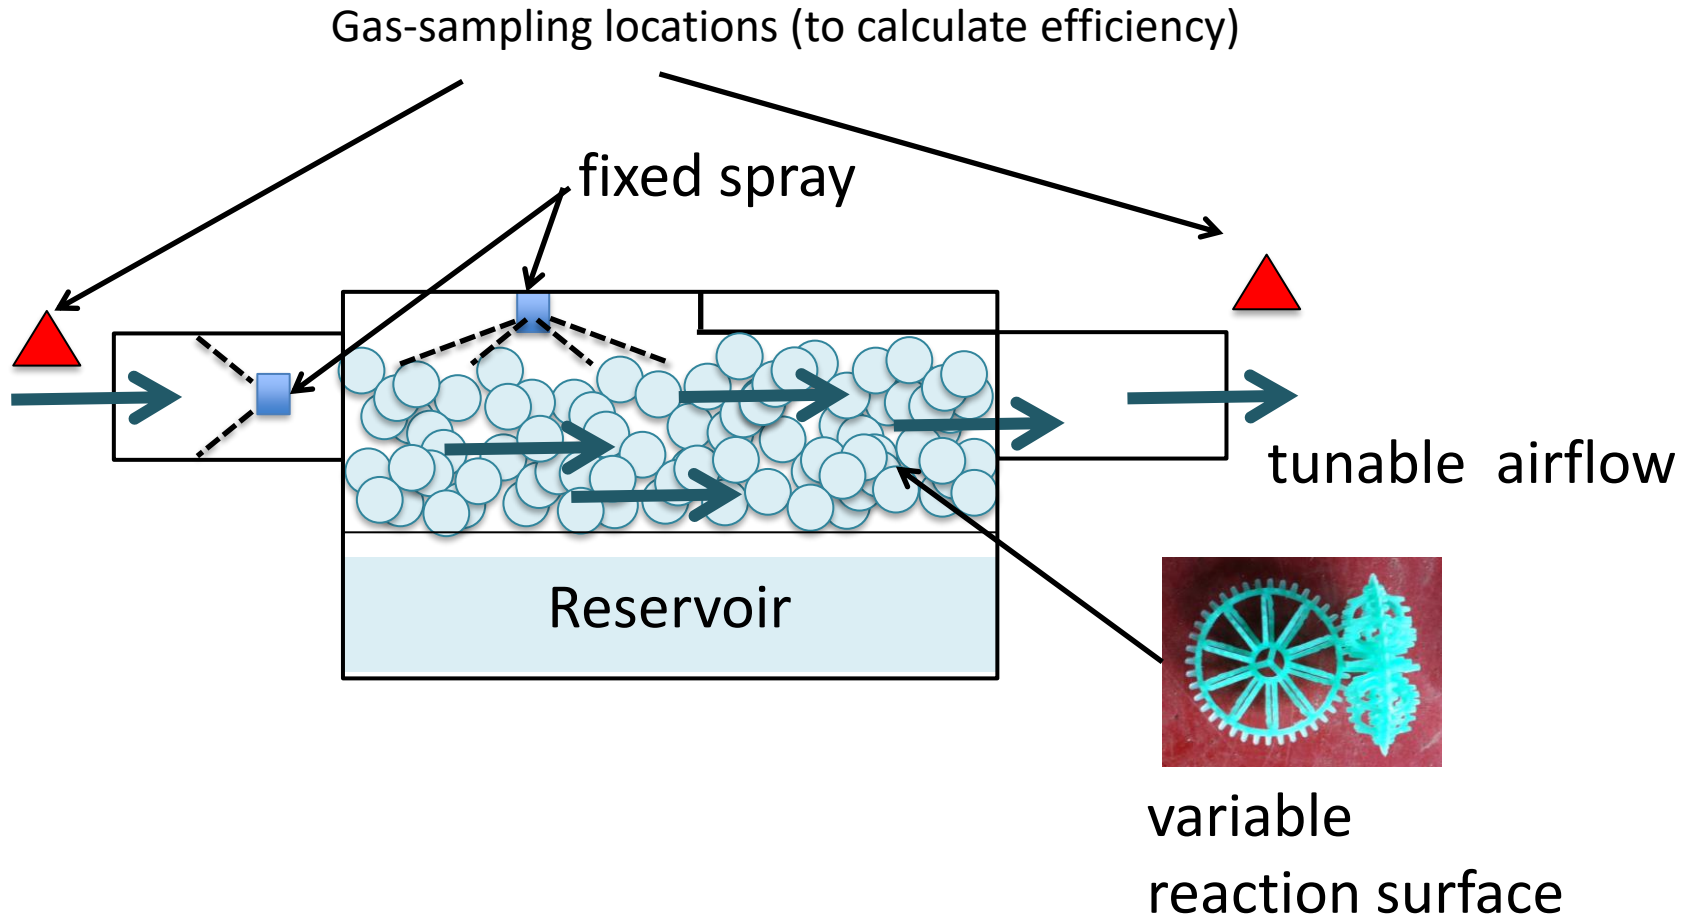 Gas-sampling locations (to calculate efficiency)
fixed spray
tunable  airflow
Reservoir
variable
reaction surface